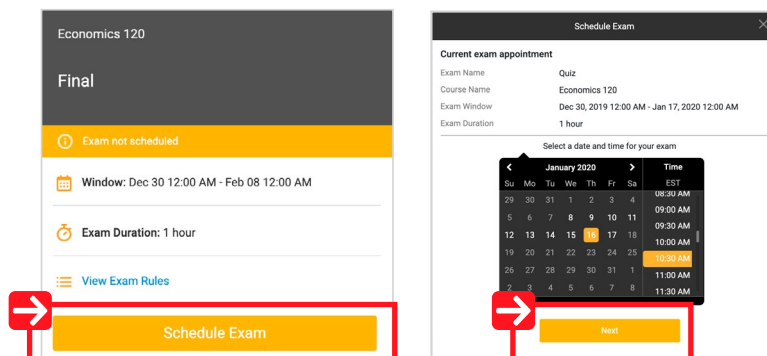 Economics 120
Final
Exam not scheduled
Window: Dec 30 12:00 AM - Feb 08 12:00 AM
Exam Duration: 1 hour
View Exam Rules
Schedule Exam
Schedule Exam
Current exam appointment
Exam Name Quiz
Course Name Economics 120
Exam Window Dec 30, 2019 12:00 AM - Jan 17, 2020 12:00 AM
Exam Duration 1 hour
Select a date and time for your exam
January 2020 Time
Su Mo Tu We Th Fr Sa EST
29 30 31 1 2 3 4 08:30 AM
5 6 7 8 9 10 11 09:00 AM
12 13 14 15 16 17 18 09:30 AM
19 20 21 22 23 24 25 10:00 AM
10:30 AM
26 27 28 29 30 31 1 11:00 AM
2 3 4 5 6 7 8 11:30 AM
Next